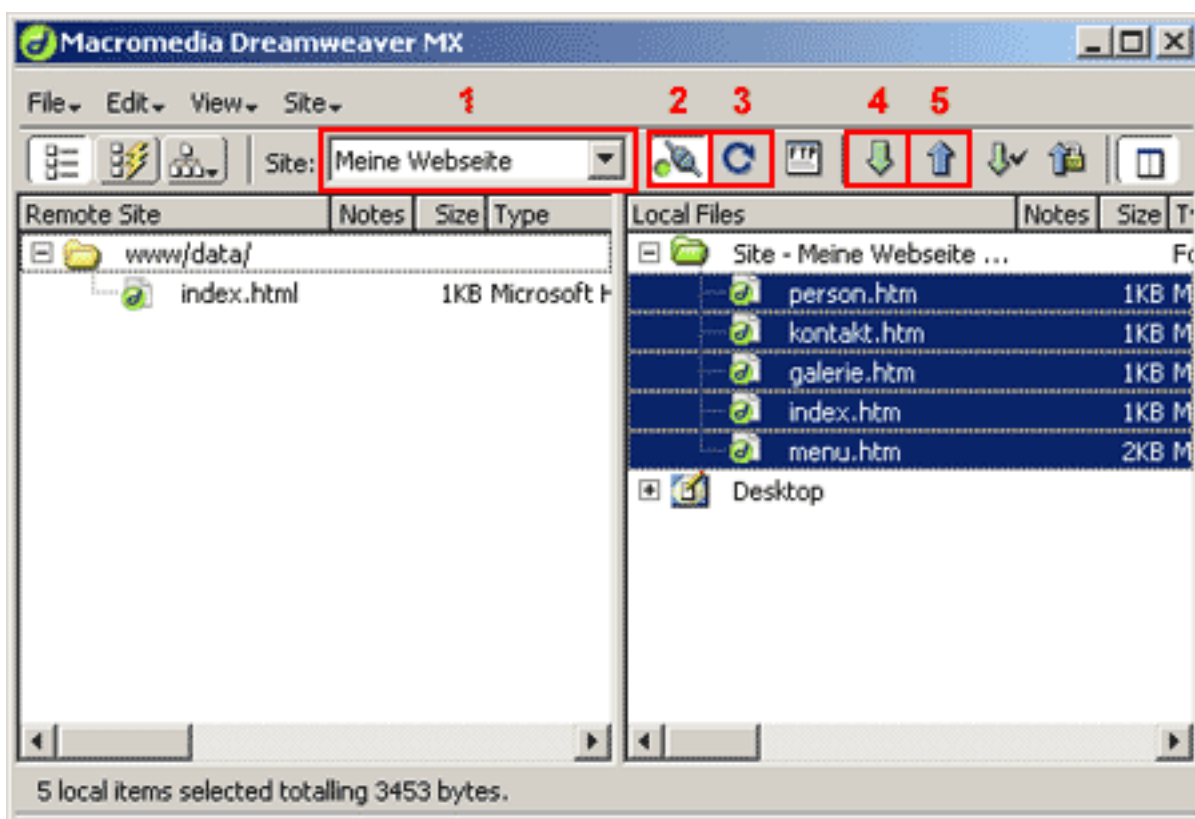 Macromedia Dreamweaver MX
File Edit View Site
1 2 3 4 5
Site: Meine Webseite
Remote Site Notes Size Type
www/data/
index.html 1KB Microsoft H
Local Files Notes Size Ty
Site - Meine Webseite ... Fo
person.htm 1KB M
kontakt.htm 1KB M
galerie.htm 1KB M
index.htm 1KB M
menu.htm 2KB M
Desktop
5 local items selected totalling 3453 bytes.